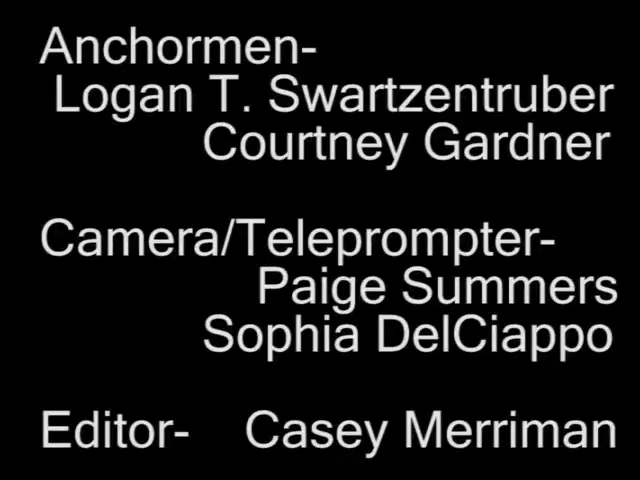 Anchormen-
Logan T. Swartzentruber
Courtney Gardner
Camera/Teleprompter-
Paige Summers
Sophia DelCiappo
Editor- Casey Merriman